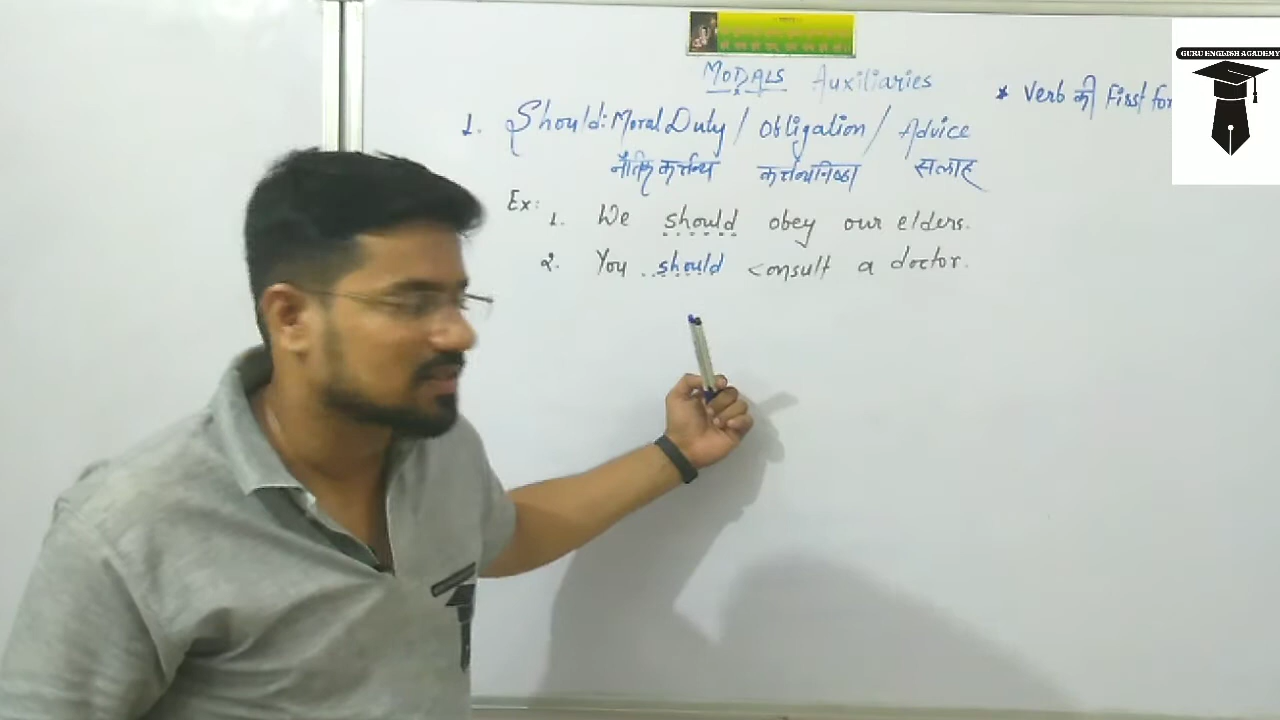 GURU ENGLISH ACADEMY
MODALS Auxiliaries
* Verb की First For
1. Should: Moral Duty / Obligation / Advice
नैतिक कर्त्तव्य कर्त्तव्यनिष्ठा सलाह
Ex: 1. We should obey our elders.
2. You should consult a doctor.